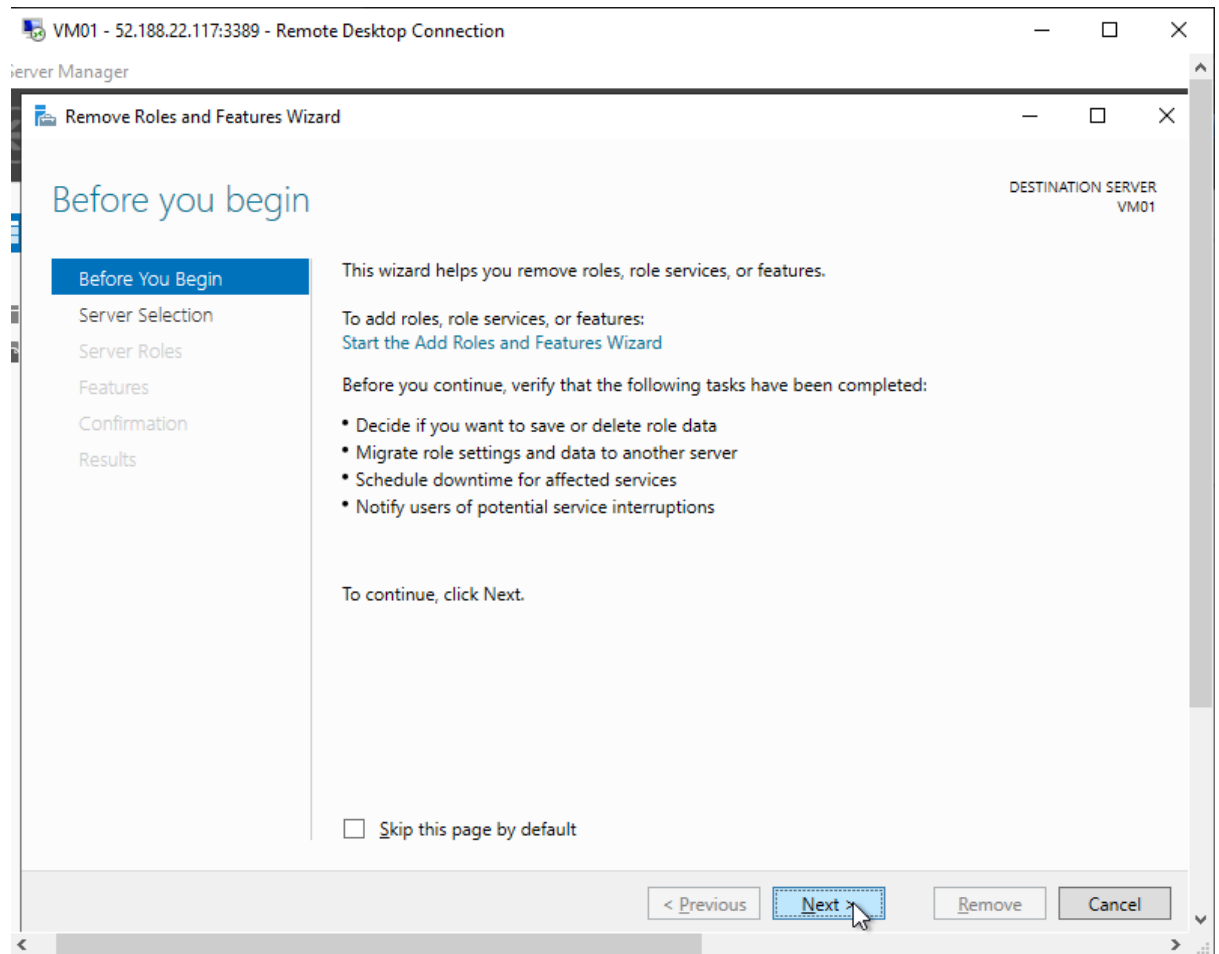 VM01 - 52.188.22.117:3389 - Remote Desktop Connection
Server Manager
Remove Roles and Features Wizard
Before you begin
DESTINATION SERVER
VM01
Before You Begin
Server Selection
Server Roles
Features
Confirmation
Results
This wizard helps you remove roles, role services, or features.
To add roles, role services, or features:
Start the Add Roles and Features Wizard
Before you continue, verify that the following tasks have been completed:
• Decide if you want to save or delete role data
• Migrate role settings and data to another server
• Schedule downtime for affected services
• Notify users of potential service interruptions
To continue, click Next.
Skip this page by default
< Previous
Next >
Remove
Cancel